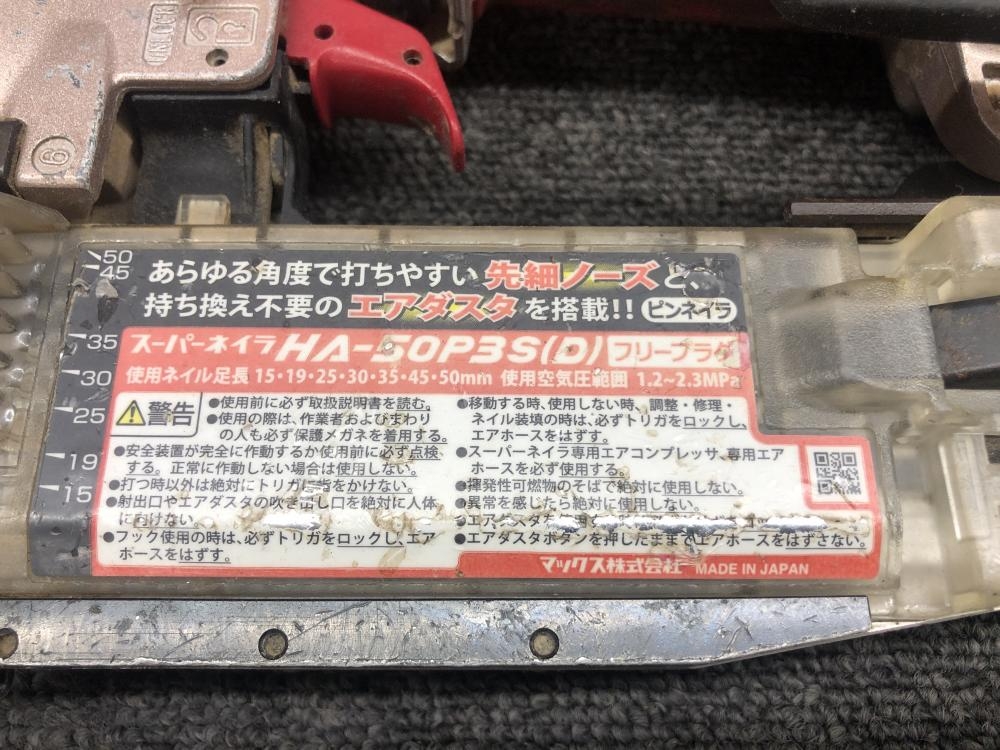 6
50
45
35
30
25
19
15
あらゆる角度で打ちやすい 先細ノーズと、
持ち換え不要のエアダスタを搭載!! ピンネイラ
スーパーネイラ HA-50P3S(D) フリープラグ
使用ネイル足長 15・19・25・30・35・45・50mm 使用空気圧範囲 1.2~2.3MPa
警告
●使用前に必ず取扱説明書を読む。
●使用の際は、作業者およびまわり
の人も必ず保護メガネを着用する。
●安全装置が完全に作動するか使用前に必ず点検
する。正常に作動しない場合は使用しない。
●打つ時以外は絶対にトリガに指をかけない。
●射出口やエアダスタの吹き出し口を絶対に人体
に向けない。
●フック使用の時は、必ずトリガをロックし、エア
ホースをはずす。
●移動する時、使用しない時、調整・修理・
ネイル装填の時は、必ずトリガをロックし、
エアホースをはずす。
●スーパーネイラ専用エアコンプレッサ、専用エア
ホースを必ず使用する。
●揮発性可燃物のそばで絶対に使用しない。
●異常を感じたら絶対に使用しない。
●エアダスタを
●エアダスタボタンを押したままでエアホースをはずさない。
マックス株式会社 MADE IN JAPAN